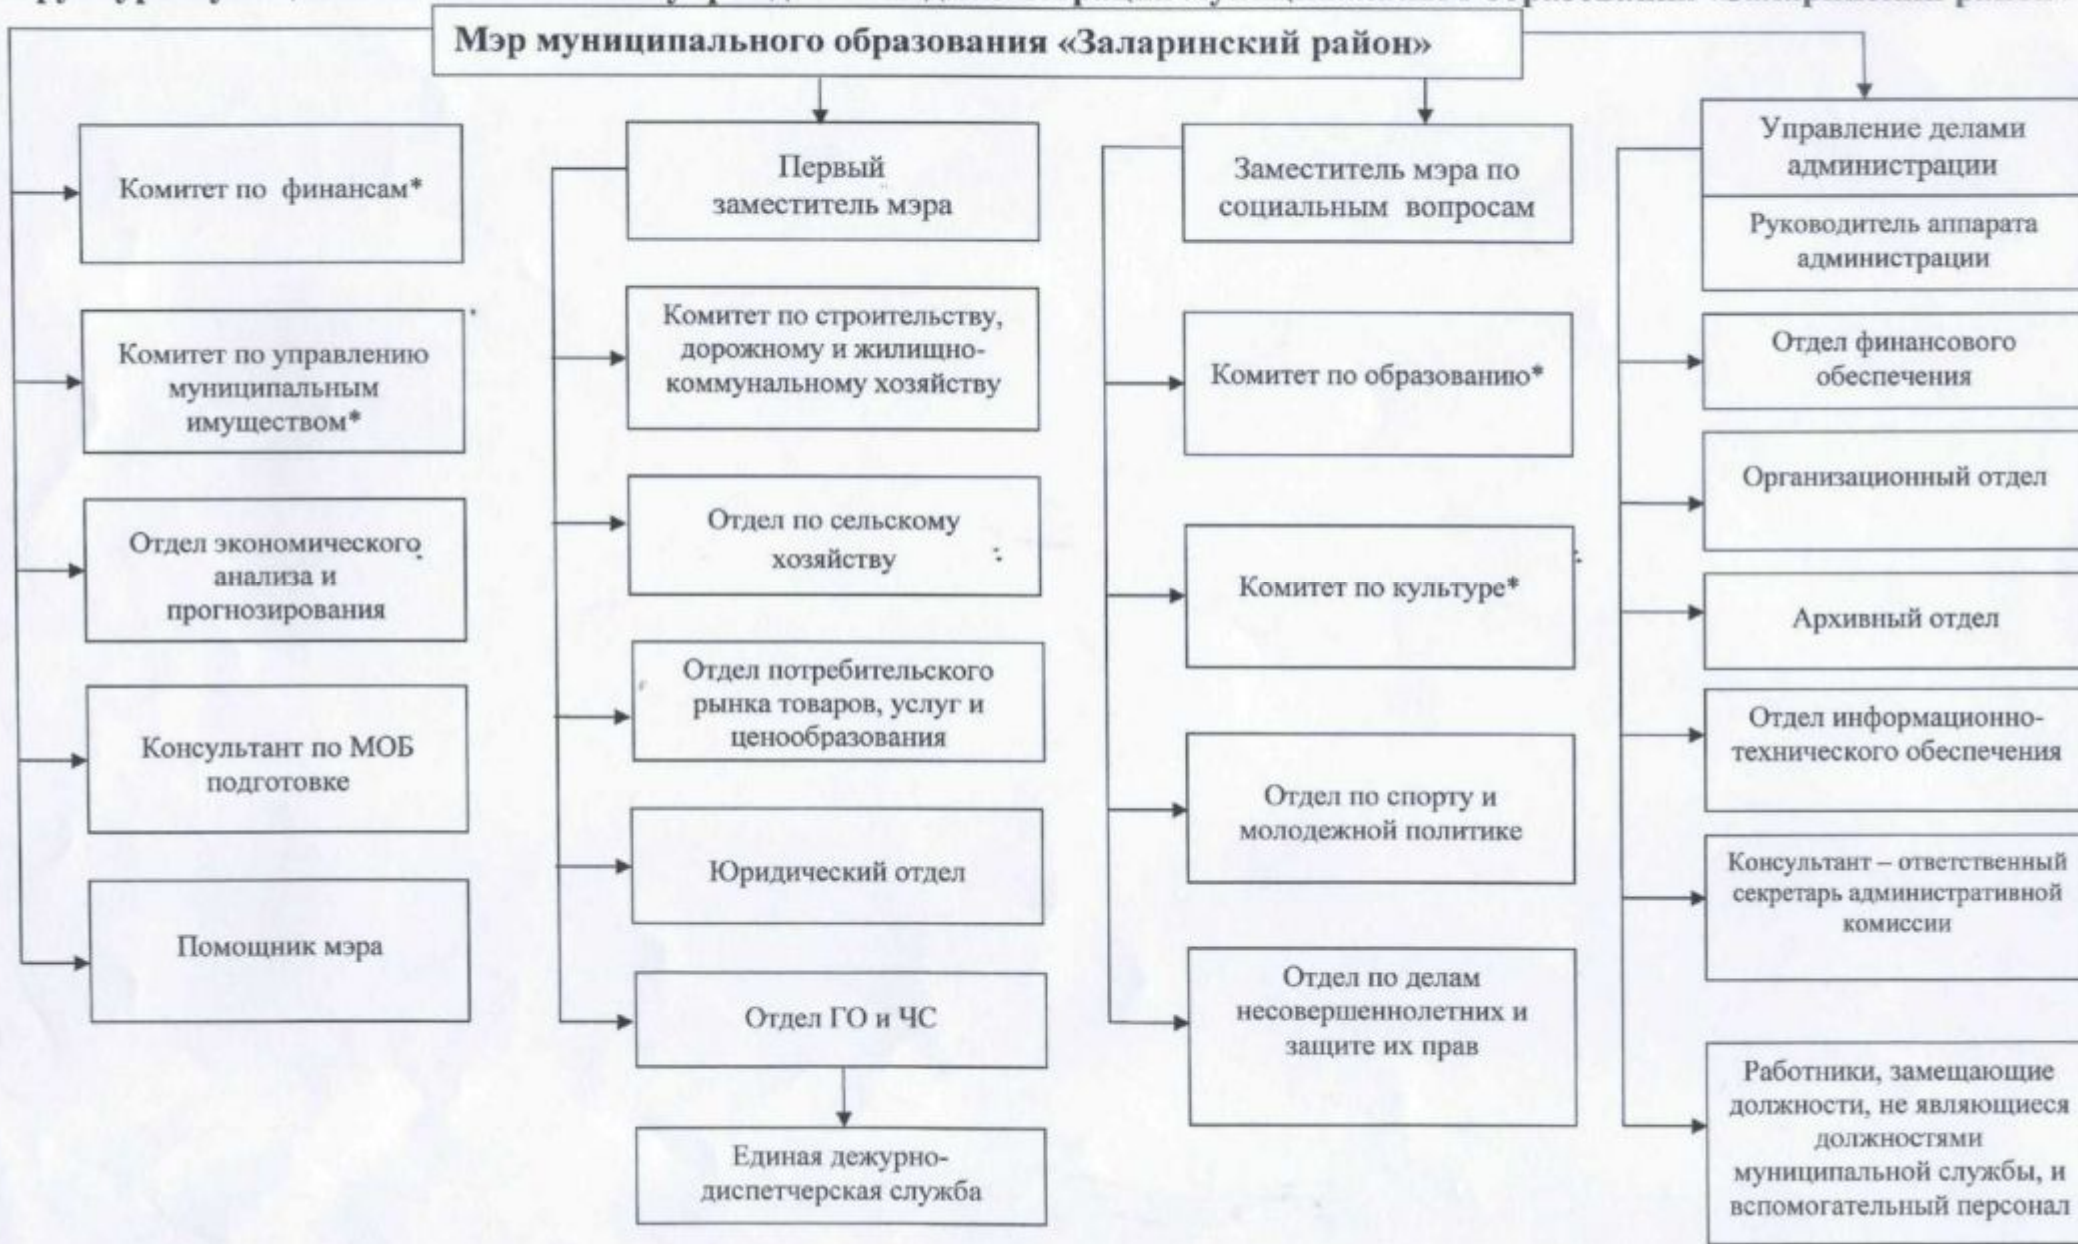 Мэр муниципального образования «Заларинский район»
Комитет по финансам*
Комитет по управлению
муниципальным
имуществом*
Отдел экономического
анализа и
прогнозирования
Консультант по МОБ
подготовке
Помощник мэра
Первый
заместитель мэра
Комитет по строительству,
дорожному и жилищно-
коммунальному хозяйству
Отдел по сельскому
хозяйству
Отдел потребительского
рынка товаров, услуг и
ценообразования
Юридический отдел
Отдел ГО и ЧС
Единая дежурно-
диспетчерская служба
Заместитель мэра по
социальным вопросам
Комитет по образованию*
Комитет по культуре*
Отдел по спорту и
молодежной политике
Отдел по делам
несовершеннолетних и
защите их прав
Управление делами
администрации
Руководитель аппарата
администрации
Отдел финансового
обеспечения
Организационный отдел
Архивный отдел
Отдел информационно-
технического обеспечения
Консультант – ответственный
секретарь административной
комиссии
Работники, замещающие
должности, не являющиеся
должностями
муниципальной службы, и
вспомогательный персонал